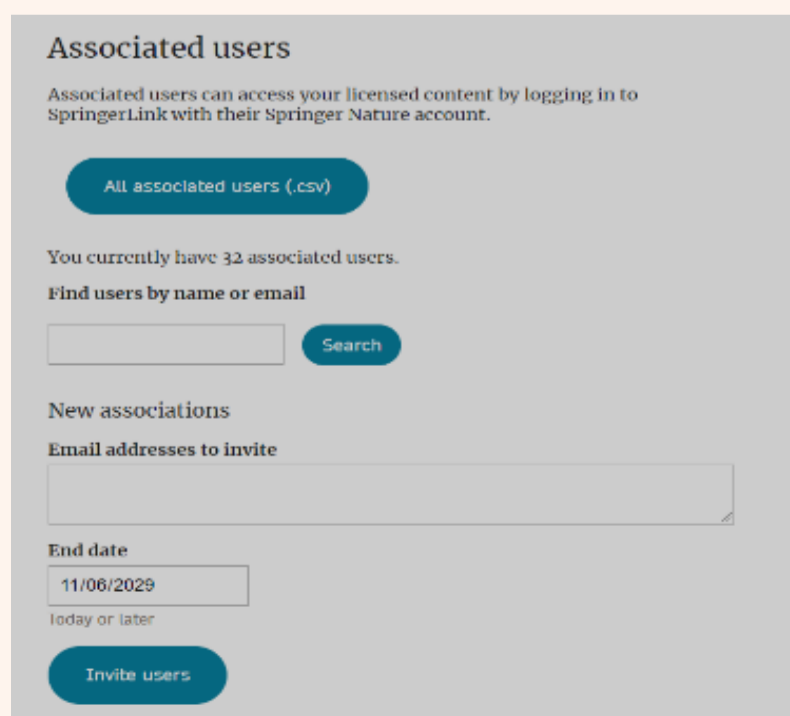 Associated users
Associated users can access your licensed content by logging in to
SpringerLink with their Springer Nature account.
All associated users (.csv)
You currently have 32 associated users.
Find users by name or email
Search
New associations
Email addresses to invite
End date
11/06/2029
Today or later
Invite users